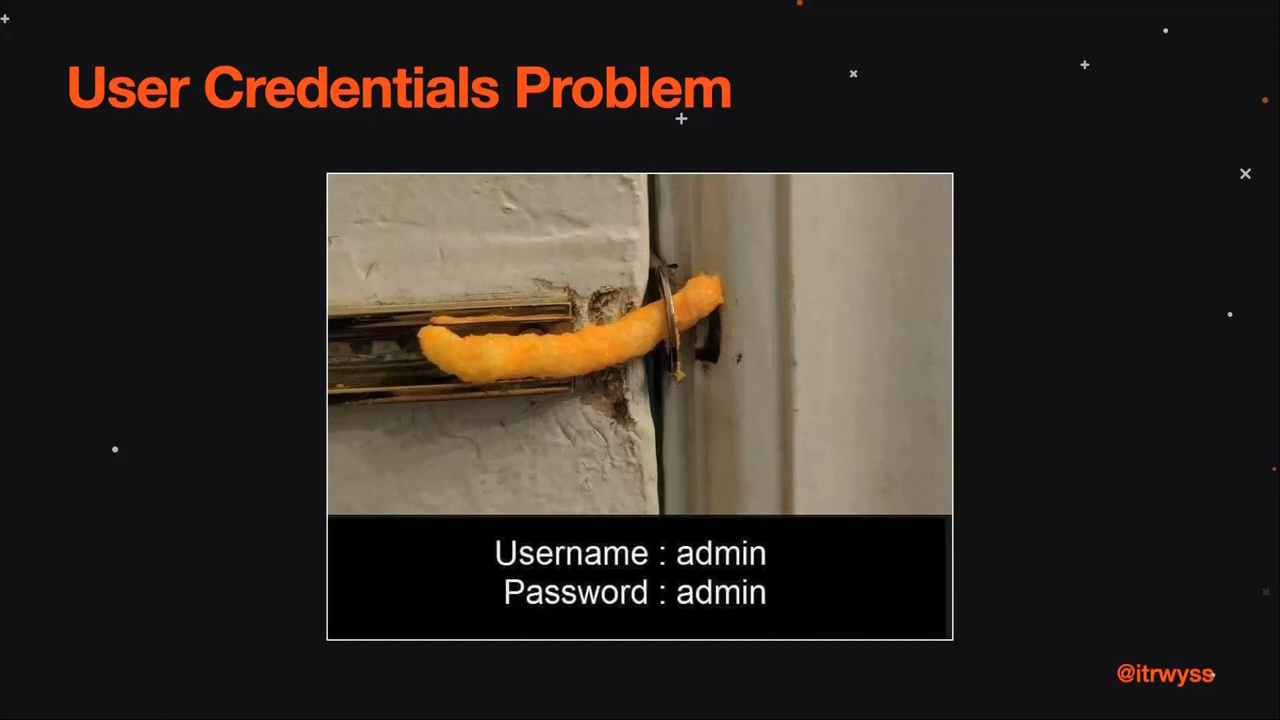 User Credentials Problem
Username : admin
Password : admin
@itrwyss